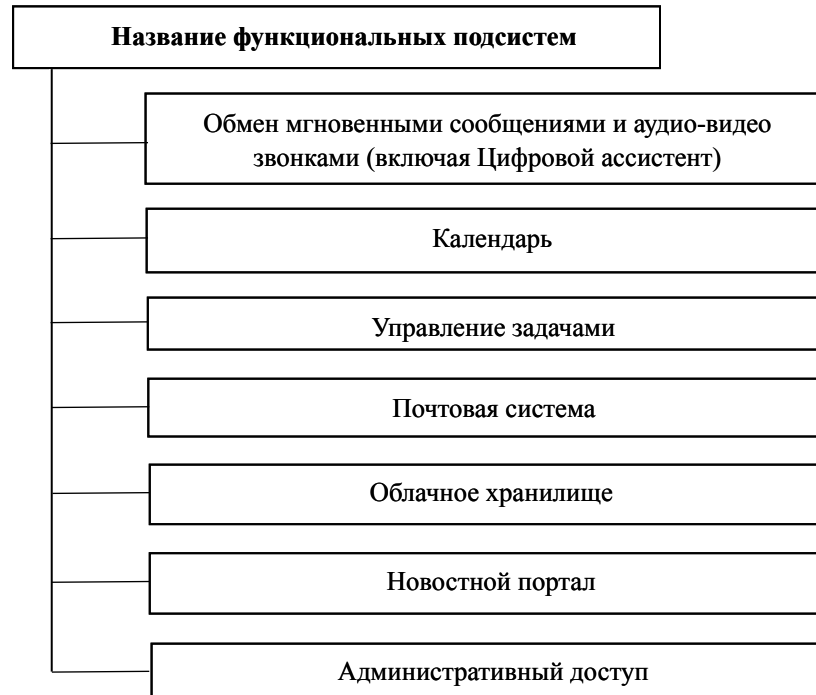 Название функциональных подсистем
Обмен мгновенными сообщениями и аудио-видео
звонками (включая Цифровой ассистент)
Календарь
Управление задачами
Почтовая система
Облачное хранилище
Новостной портал
Административный доступ